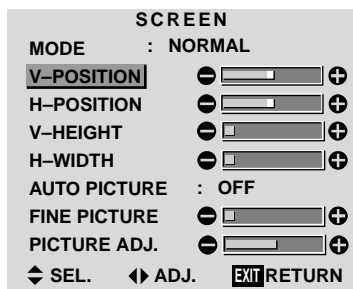 SCREEN
MODE : NORMAL
V–POSITION
H–POSITION
V–HEIGHT
H–WIDTH
AUTO PICTURE : OFF
FINE PICTURE
PICTURE ADJ.
SEL. ADJ. EXIT RETURN